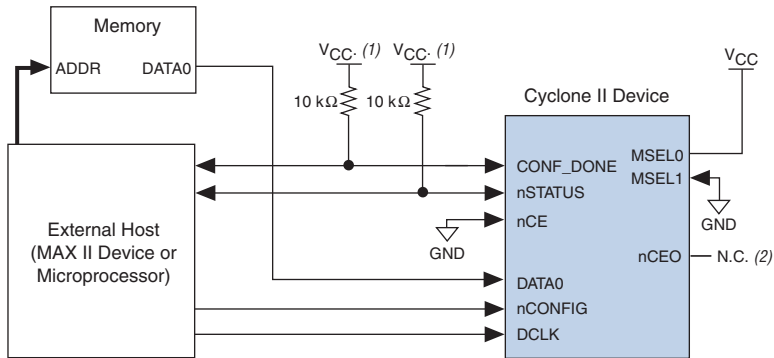 Memory
ADDR
DATA0
VCC. (1)
VCC. (1)
10 kΩ
10 kΩ
VCC
Cyclone II Device
MSEL0
MSEL1
CONF_DONE
nSTATUS
nCE
GND
GND
External Host
(MAX II Device or
Microprocessor)
nCEO
N.C. (2)
DATA0
nCONFIG
DCLK